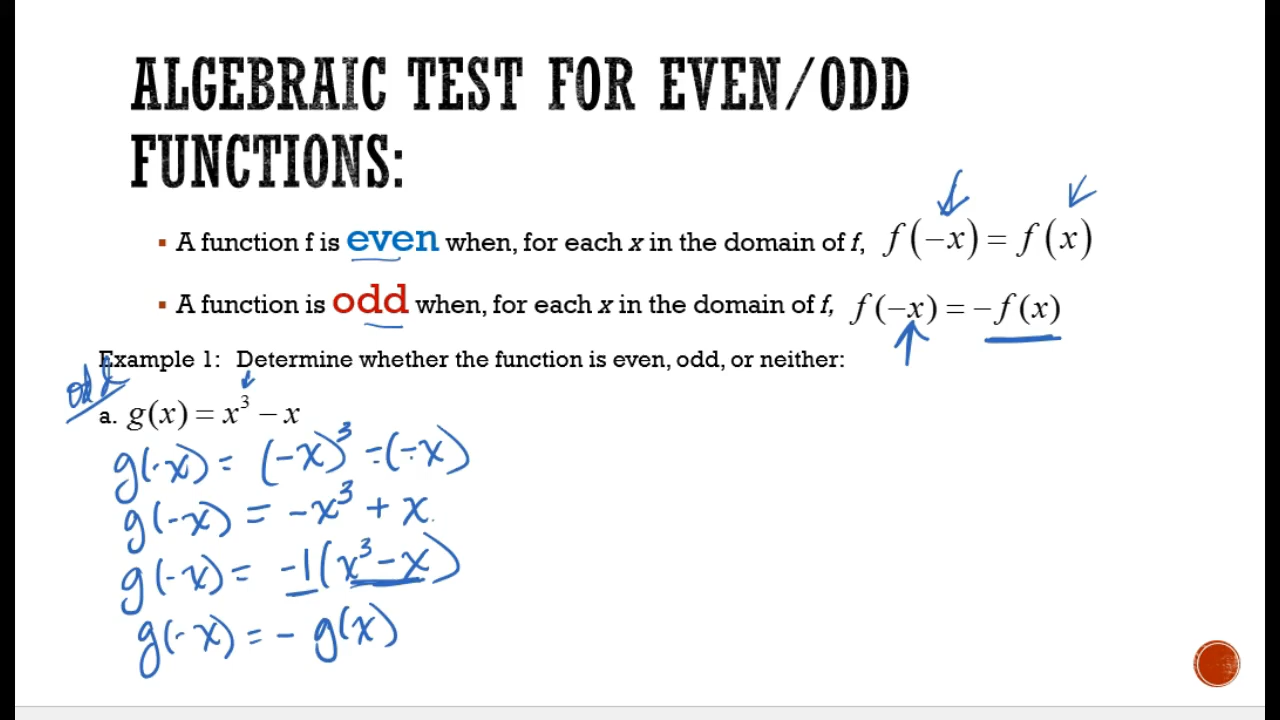 ALGEBRAIC TEST FOR EVEN/ODD
FUNCTIONS:
▪ A function f is even when, for each x in the domain of f, f(−x) = f(x)
▪ A function is odd when, for each x in the domain of f, f(−x) = −f(x)
Example 1: Determine whether the function is even, odd, or neither:
odd
a. g(x) = x³ − x
g(-x) = (-x)³ -(-x)
g(-x) = -x³ + x
g(-x) = -1(x³ - x)
g(-x) = - g(x)